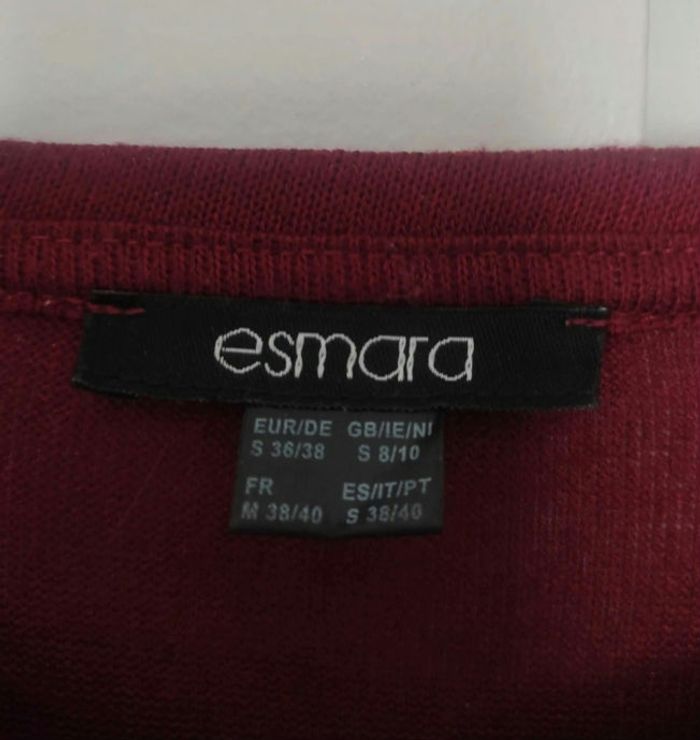 esmara
EUR/DE GB/IE/NI
S 36/38 S 8/10
FR ES/IT/PT
M 38/40 S 38/40